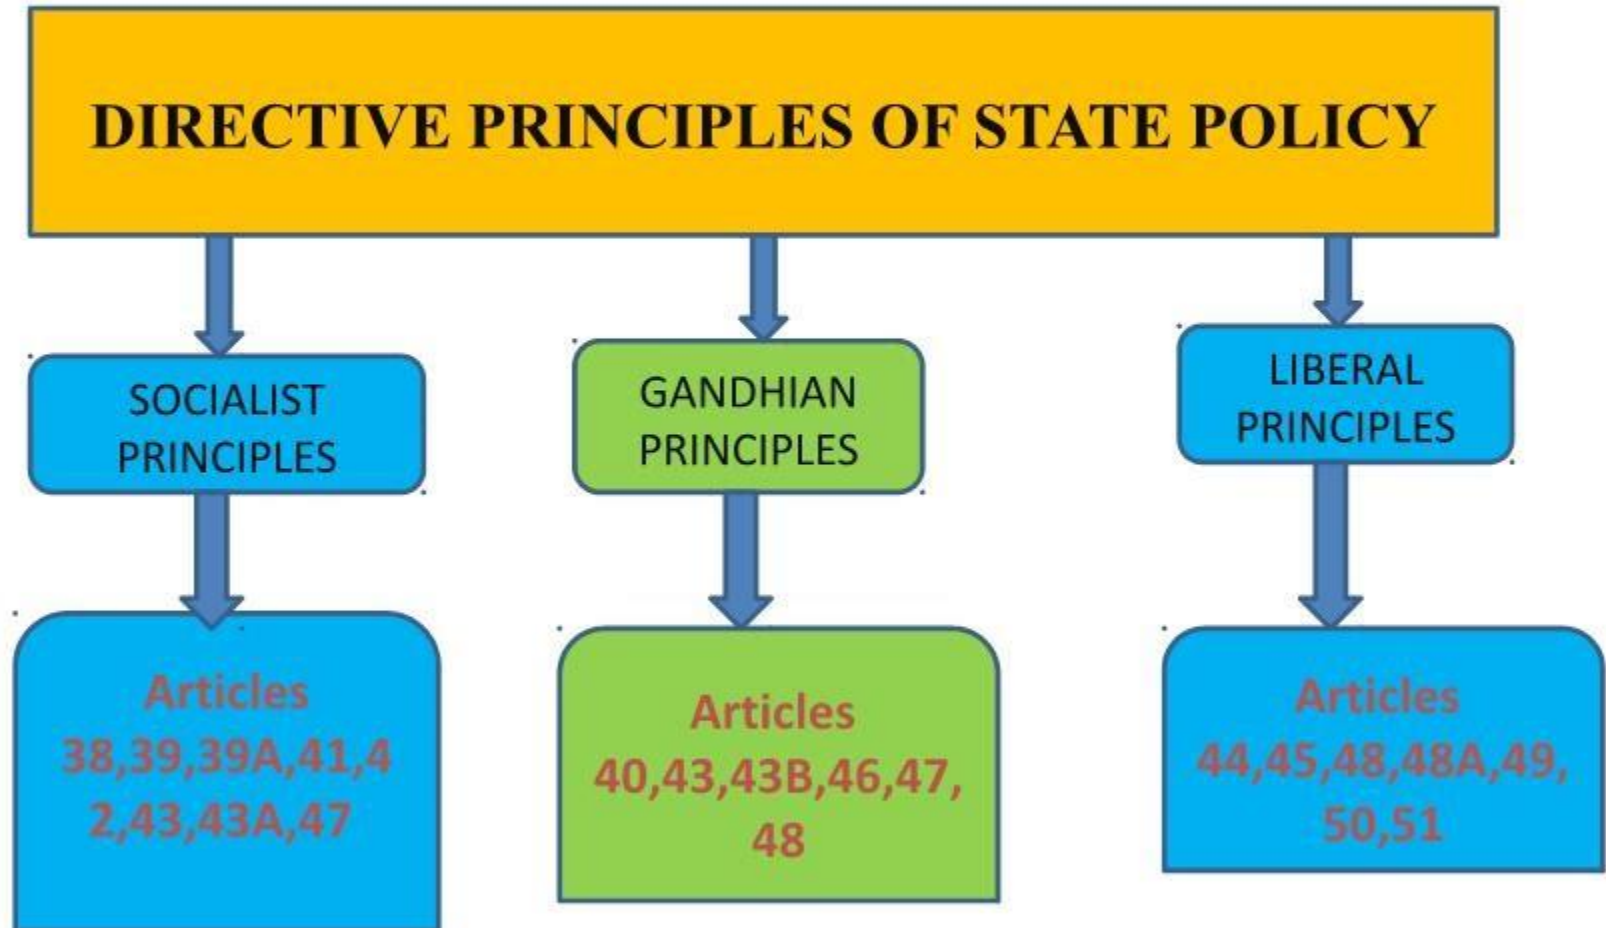 DIRECTIVE PRINCIPLES OF STATE POLICY
SOCIALIST
PRINCIPLES
GANDHIAN
PRINCIPLES
LIBERAL
PRINCIPLES
Articles
38,39,39A,41,4
2,43,43A,47
Articles
40,43,43B,46,47,
48
Articles
44,45,48,48A,49,
50,51